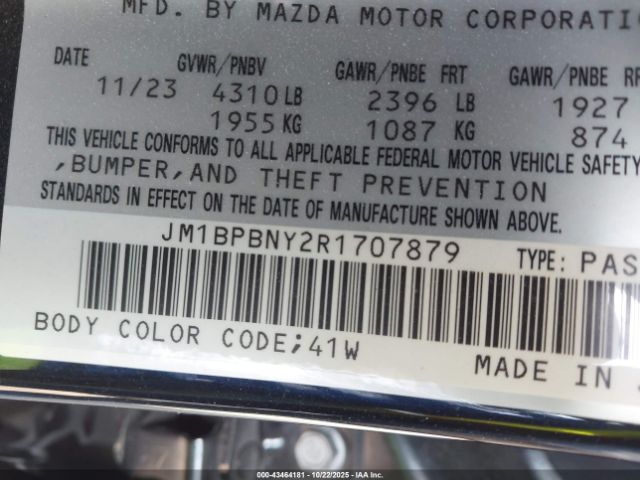 MFD. BY MAZDA MOTOR CORPORATI
DATE GVWR/PNBV GAWR/PNBE FRT GAWR/PNBE RR
11/23 4310 LB 2396 LB 1927
1955 KG 1087 KG 874
THIS VEHICLE CONFORMS TO ALL APPLICABLE FEDERAL MOTOR VEHICLE SAFETY
,BUMPER,AND THEFT PREVENTION
STANDARDS IN EFFECT ON THE DATE OF MANUFACTURE SHOWN ABOVE.
JM1BPBNY2R1707879 TYPE: PAS
BODY COLOR CODE;41W MADE IN
000-43464181 - 10/22/2025 - IAA Inc.